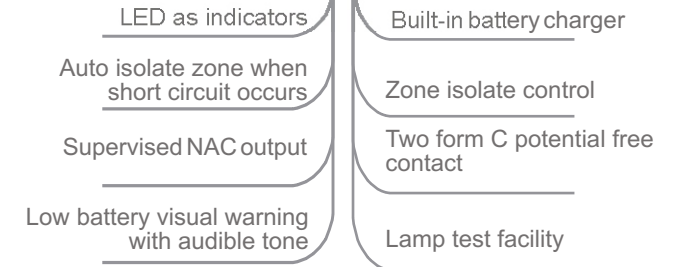 LED as indicators
Auto isolate zone when
short circuit occurs
Supervised NAC output
Low battery visual warning
with audible tone
Built-in battery charger
Zone isolate control
Two form C potential free
contact
Lamp test facility